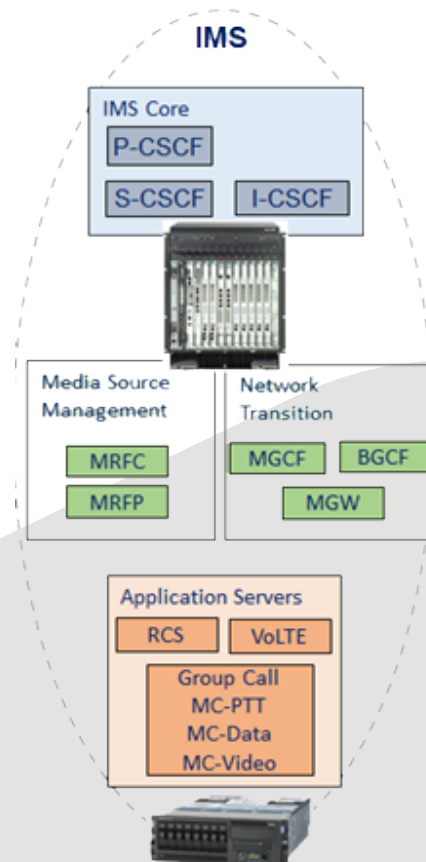 IMS
IMS Core
P-CSCF
S-CSCF
I-CSCF
Media Source
Management
MRFC
MRFP
Network
Transition
MGCF
BGCF
MGW
Application Servers
RCS
VoLTE
Group Call
MC-PTT
MC-Data
MC-Video